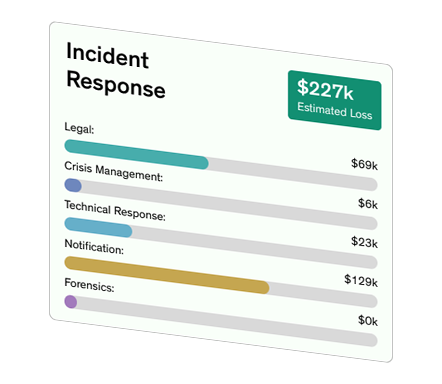 Incident
Response
$227k
Estimated Loss
Legal:
$69k
Crisis Management:
$6k
Technical Response:
$23k
Notification:
$129k
Forensics:
$0k